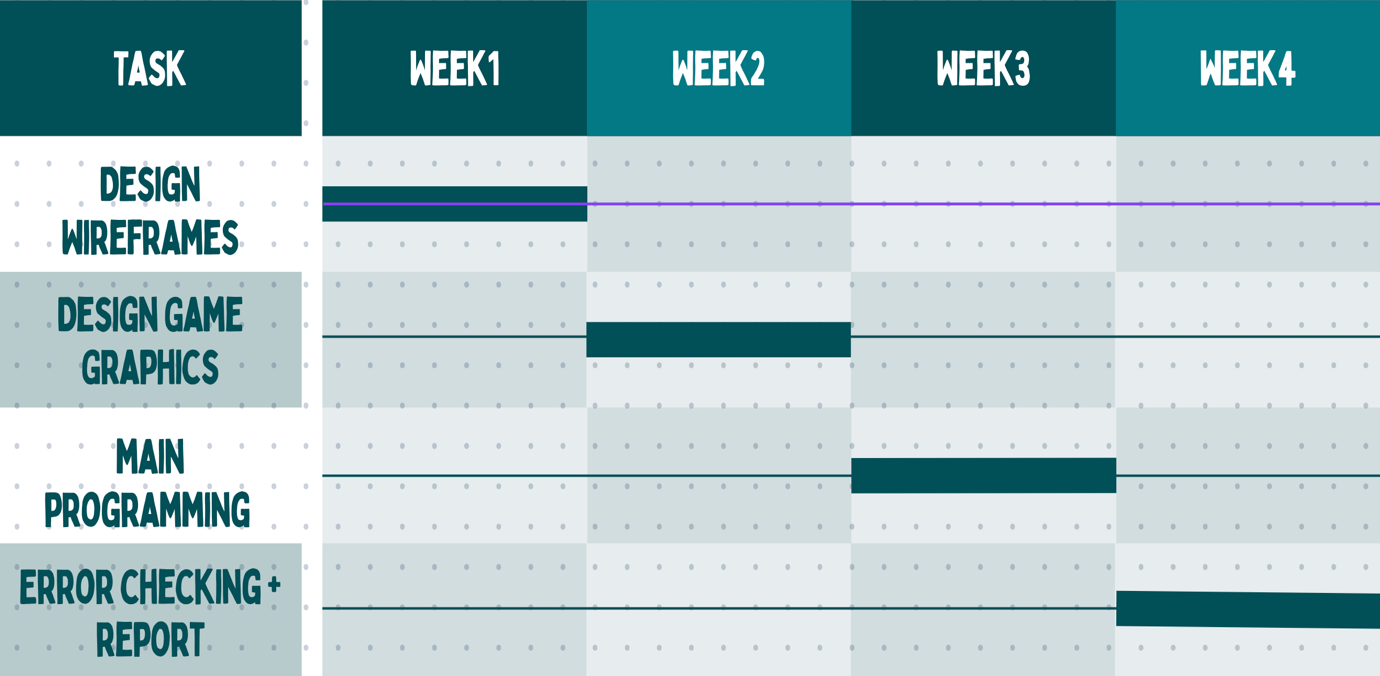 TASK
WEEK1
WEEK2
WEEK3
WEEK4
DESIGN
WIREFRAMES
DESIGN GAME
GRAPHICS
MAIN
PROGRAMMING
ERROR CHECKING +
REPORT